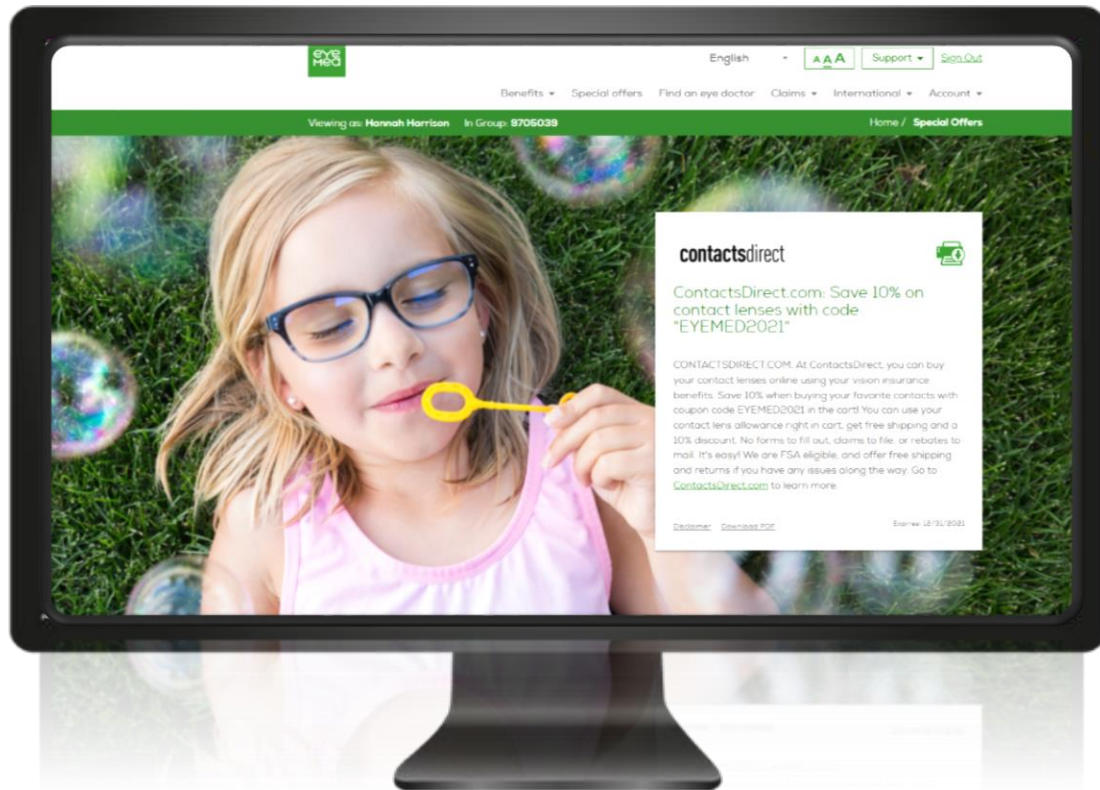 eye
med
English
A A A
Support
Sign Out
Benefits Special offers Find an eye doctor Claims International Account
Viewing as: Hannah Harrison In Group: 9705039
Home / Special Offers
contactsdirect
ContactsDirect.com: Save 10% on
contact lenses with code
"EYEMED2021"
CONTACTSDIRECT.COM. At ContactsDirect, you can buy
your contact lenses online using your vision insurance
benefits. Save 10% when buying your favorite contacts with
coupon code EYEMED2021 in the cart! You can use your
contact lens allowance right in cart, get free shipping and a
10% discount. No forms to fill out, claims to file, or rebates to
mail. It's easy! We are FSA eligible, and offer free shipping
and returns if you have any issues along the way. Go to
ContactsDirect.com to learn more.
Disclaimer Download PDF
Expires: 12/31/2021